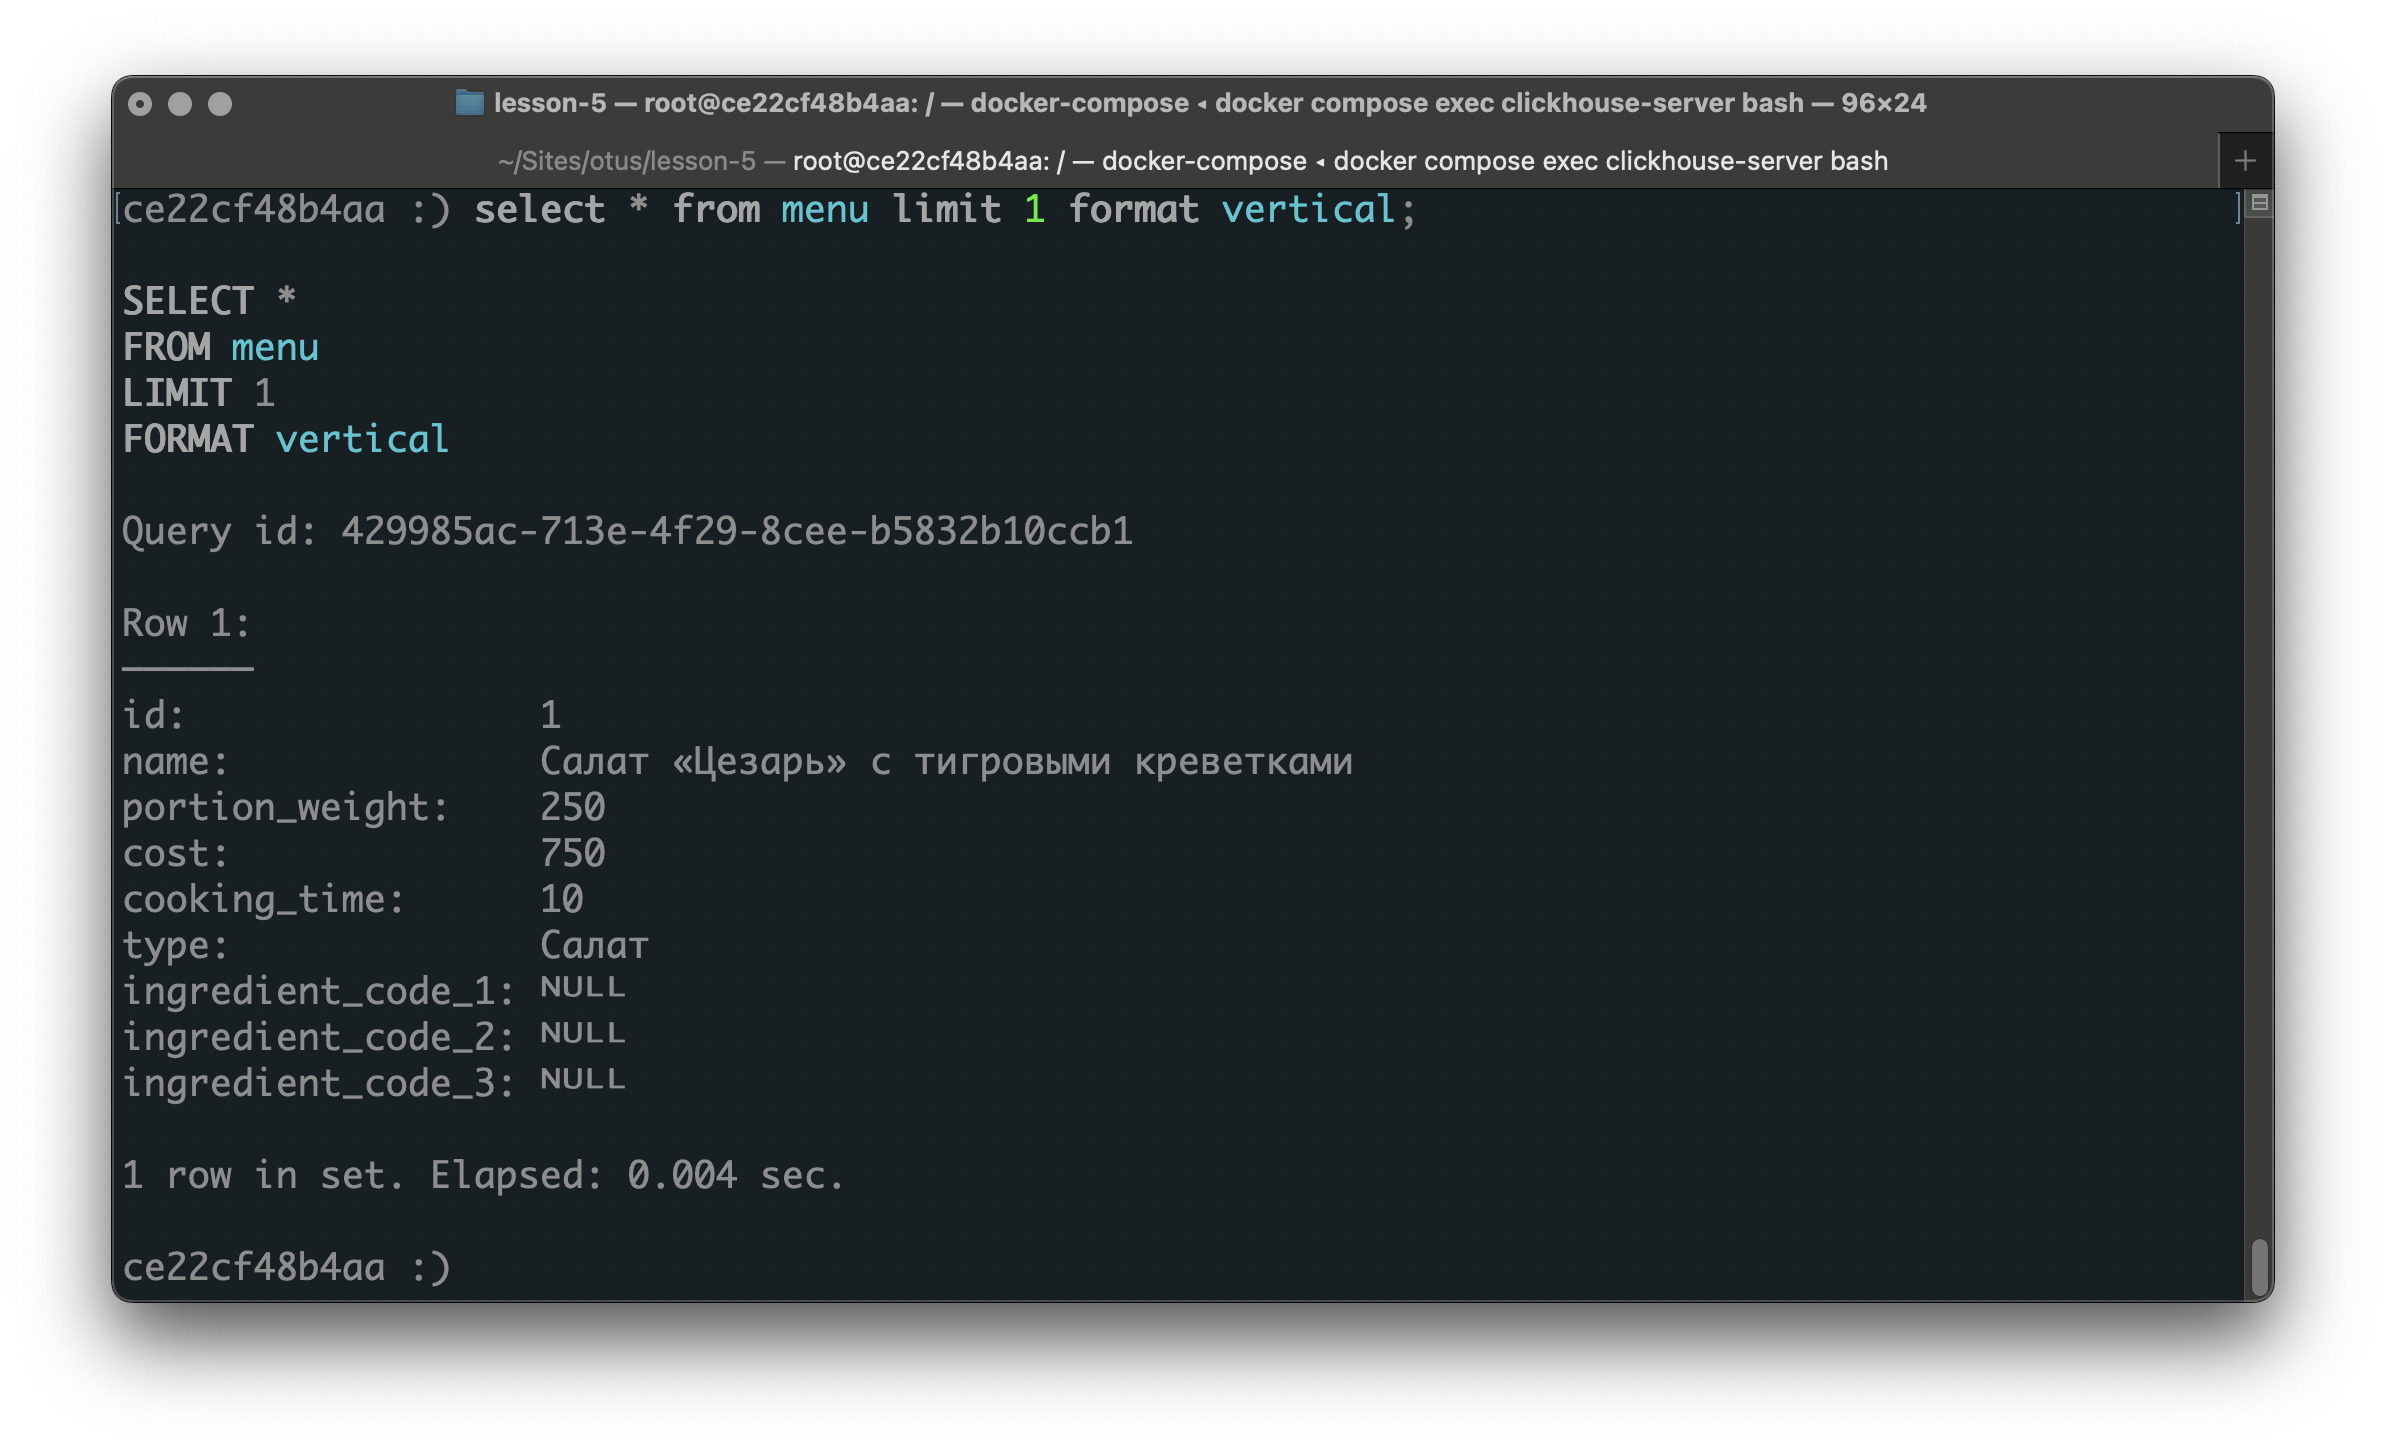 lesson-5 — root@ce22cf48b4aa: / — docker-compose ◂ docker compose exec clickhouse-server bash — 96×24
~/Sites/otus/lesson-5 — root@ce22cf48b4aa: / — docker-compose ◂ docker compose exec clickhouse-server bash
[ce22cf48b4aa :) select * from menu limit 1 format vertical; ]
SELECT *
FROM menu
LIMIT 1
FORMAT vertical
Query id: 429985ac-713e-4f29-8cee-b5832b10ccb1
Row 1:
──────
id: 1
name: Салат «Цезарь» с тигровыми креветками
portion_weight: 250
cost: 750
cooking_time: 10
type: Салат
ingredient_code_1: ᴺᵁᴸᴸ
ingredient_code_2: ᴺᵁᴸᴸ
ingredient_code_3: ᴺᵁᴸᴸ
1 row in set. Elapsed: 0.004 sec.
ce22cf48b4aa :)